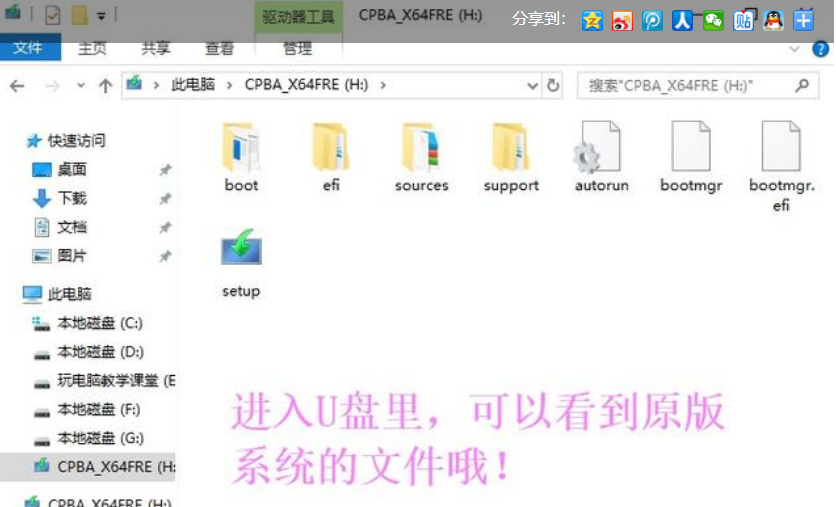 驱动器工具
CPBA_X64FRE (H:)
分享到:
文件
主页
共享
查看
管理
此电脑
CPBA_X64FRE (H:)
搜索"CPBA_X64FRE (H:)"
快速访问
桌面
下载
文档
图片
此电脑
本地磁盘 (C:)
本地磁盘 (D:)
玩电脑教学课堂 (E
本地磁盘 (F:)
本地磁盘 (G:)
CPBA_X64FRE (H:
CPBA_X64FRE (H:)
boot
efi
sources
support
autorun
bootmgr
bootmgr.
efi
setup
进入U盘里，可以看到原版
系统的文件哦！